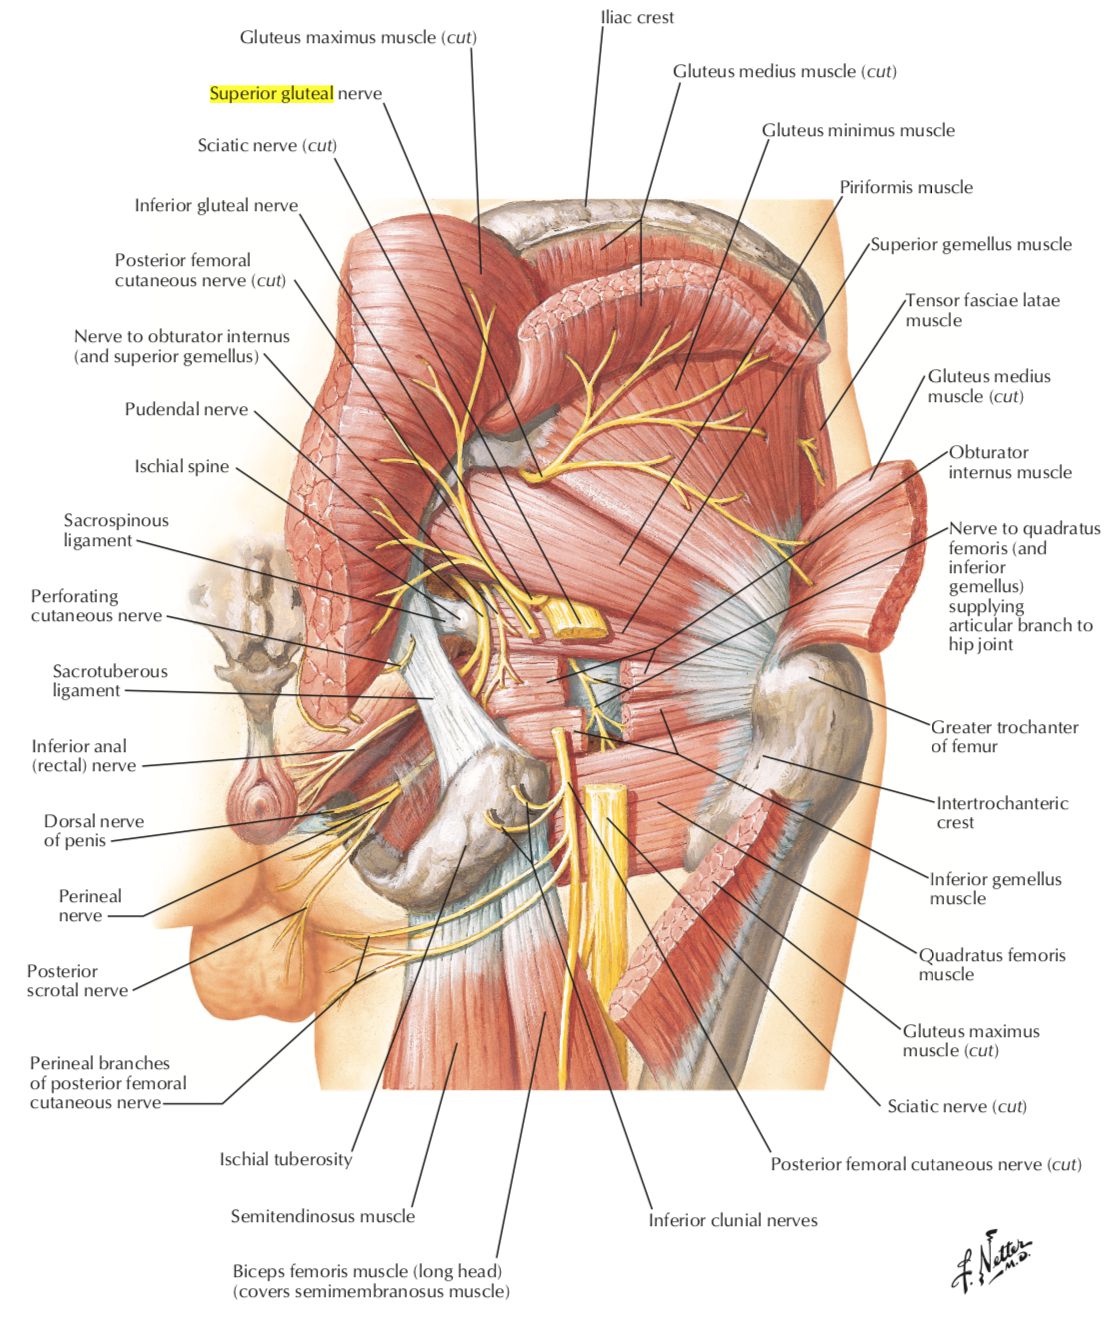 Iliac crest
Gluteus maximus muscle (cut)
Gluteus medius muscle (cut)
Superior gluteal nerve
Gluteus minimus muscle
Sciatic nerve (cut)
Piriformis muscle
Inferior gluteal nerve
Superior gemellus muscle
Posterior femoral
cutaneous nerve (cut)
Tensor fasciae latae
muscle
Nerve to obturator internus
(and superior gemellus)
Gluteus medius
muscle (cut)
Pudendal nerve
Obturator
internus muscle
Ischial spine
Sacrospinous
ligament
Nerve to quadratus
femoris (and
inferior
gemellus)
supplying
articular branch to
hip joint
Perforating
cutaneous nerve
Sacrotuberous
ligament
Greater trochanter
of femur
Inferior anal
(rectal) nerve
Intertrochanteric
crest
Dorsal nerve
of penis
Inferior gemellus
muscle
Perineal
nerve
Quadratus femoris
muscle
Posterior
scrotal nerve
Gluteus maximus
muscle (cut)
Perineal branches
of posterior femoral
cutaneous nerve
Sciatic nerve (cut)
Ischial tuberosity
Posterior femoral cutaneous nerve (cut)
Semitendinosus muscle
Inferior clunial nerves
Biceps femoris muscle (long head)
(covers semimembranosus muscle)
F. Netter
M.D.